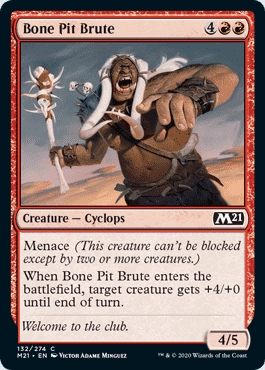 Bone Pit Brute 4
Creature — Cyclops M21
Menace (This creature can't be blocked
except by two or more creatures.)
When Bone Pit Brute enters the
battlefield, target creature gets +4/+0
until end of turn.
Welcome to the club.
4/5
132/274 C
M21 • EN Victor Adame Minguez ™ & © 2020 Wizards of the Coast